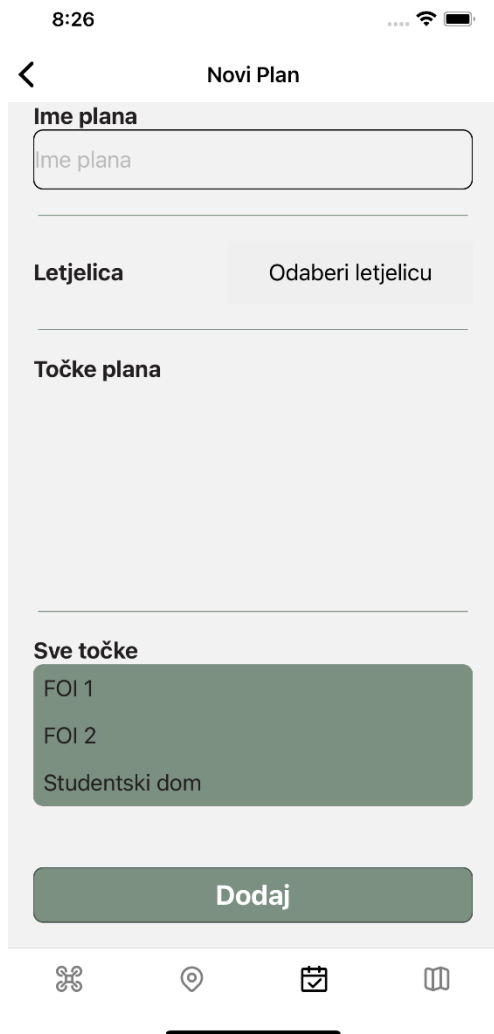 8:26
Novi Plan
Ime plana
Ime plana
Letjelica
Odaberi letjelicu
Točke plana
Sve točke
FOI 1
FOI 2
Studentski dom
Dodaj